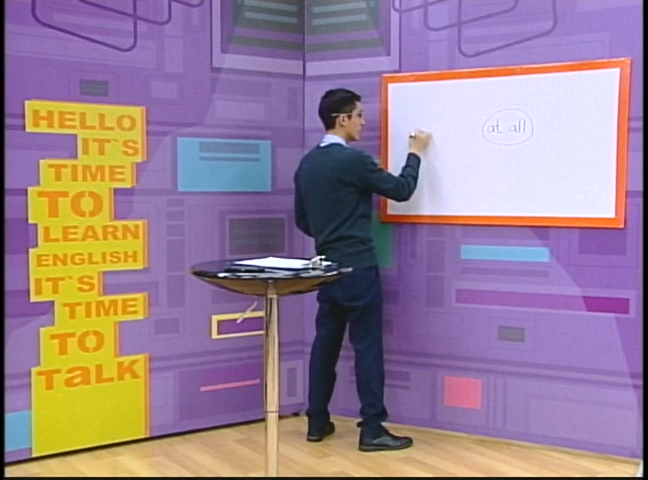 HELLO
IT'S
TIME
TO
LEARN
ENGLISH
IT'S
TIME
TO
TaLK
at all